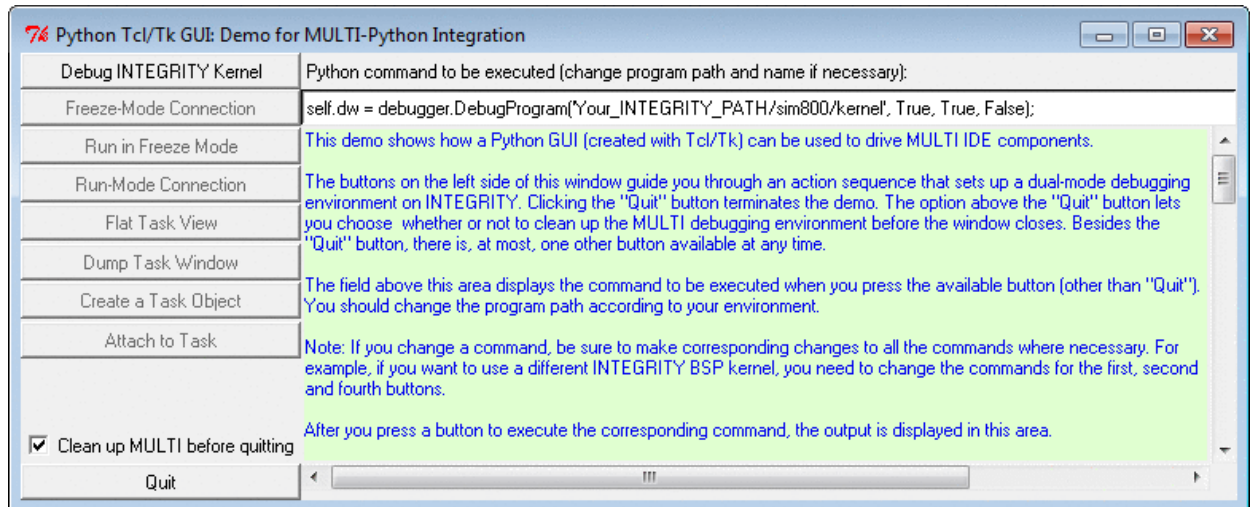 Python Tcl/Tk GUI: Demo for MULTI-Python Integration
Debug INTEGRITY Kernel
Python command to be executed (change program path and name if necessary):
Freeze-Mode Connection
self.dw = debugger.DebugProgram('Your_INTEGRITY_PATH/sim800/kernel', True, True, False);
Run in Freeze Mode
Run-Mode Connection
Flat Task View
Dump Task Window
Create a Task Object
Attach to Task
This demo shows how a Python GUI (created with Tcl/Tk) can be used to drive MULTI IDE components.
The buttons on the left side of this window guide you through an action sequence that sets up a dual-mode debugging
environment on INTEGRITY. Clicking the "Quit" button terminates the demo. The option above the "Quit" button lets
you choose  whether or not to clean up the MULTI debugging environment before the window closes. Besides the
"Quit" button, there is, at most, one other button available at any time.
The field above this area displays the command to be executed when you press the available button (other than "Quit").
You should change the program path according to your environment.
Note: If you change a command, be sure to make corresponding changes to all the commands where necessary. For
example, if you want to use a different INTEGRITY BSP kernel, you need to change the commands for the first, second
and fourth buttons.
After you press a button to execute the corresponding command, the output is displayed in this area.
Clean up MULTI before quitting
Quit